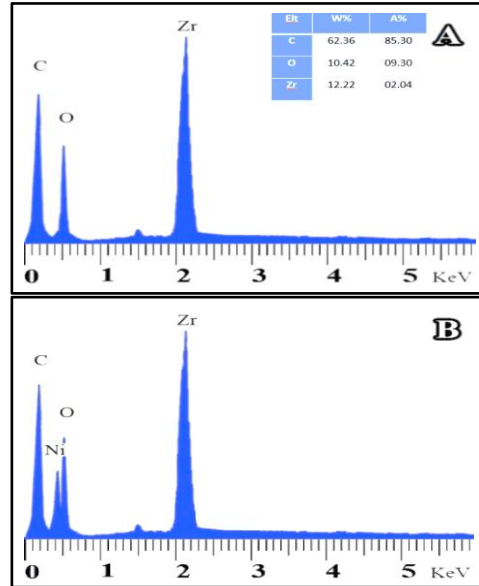 Elt W% A%
C 62.36 85.30
O 10.42 09.30
Zr 12.22 02.04
A
Zr
C
O
0 1 2 3 4 5 KeV
B
Zr
C
O
Ni
0 1 2 3 4 5 KeV